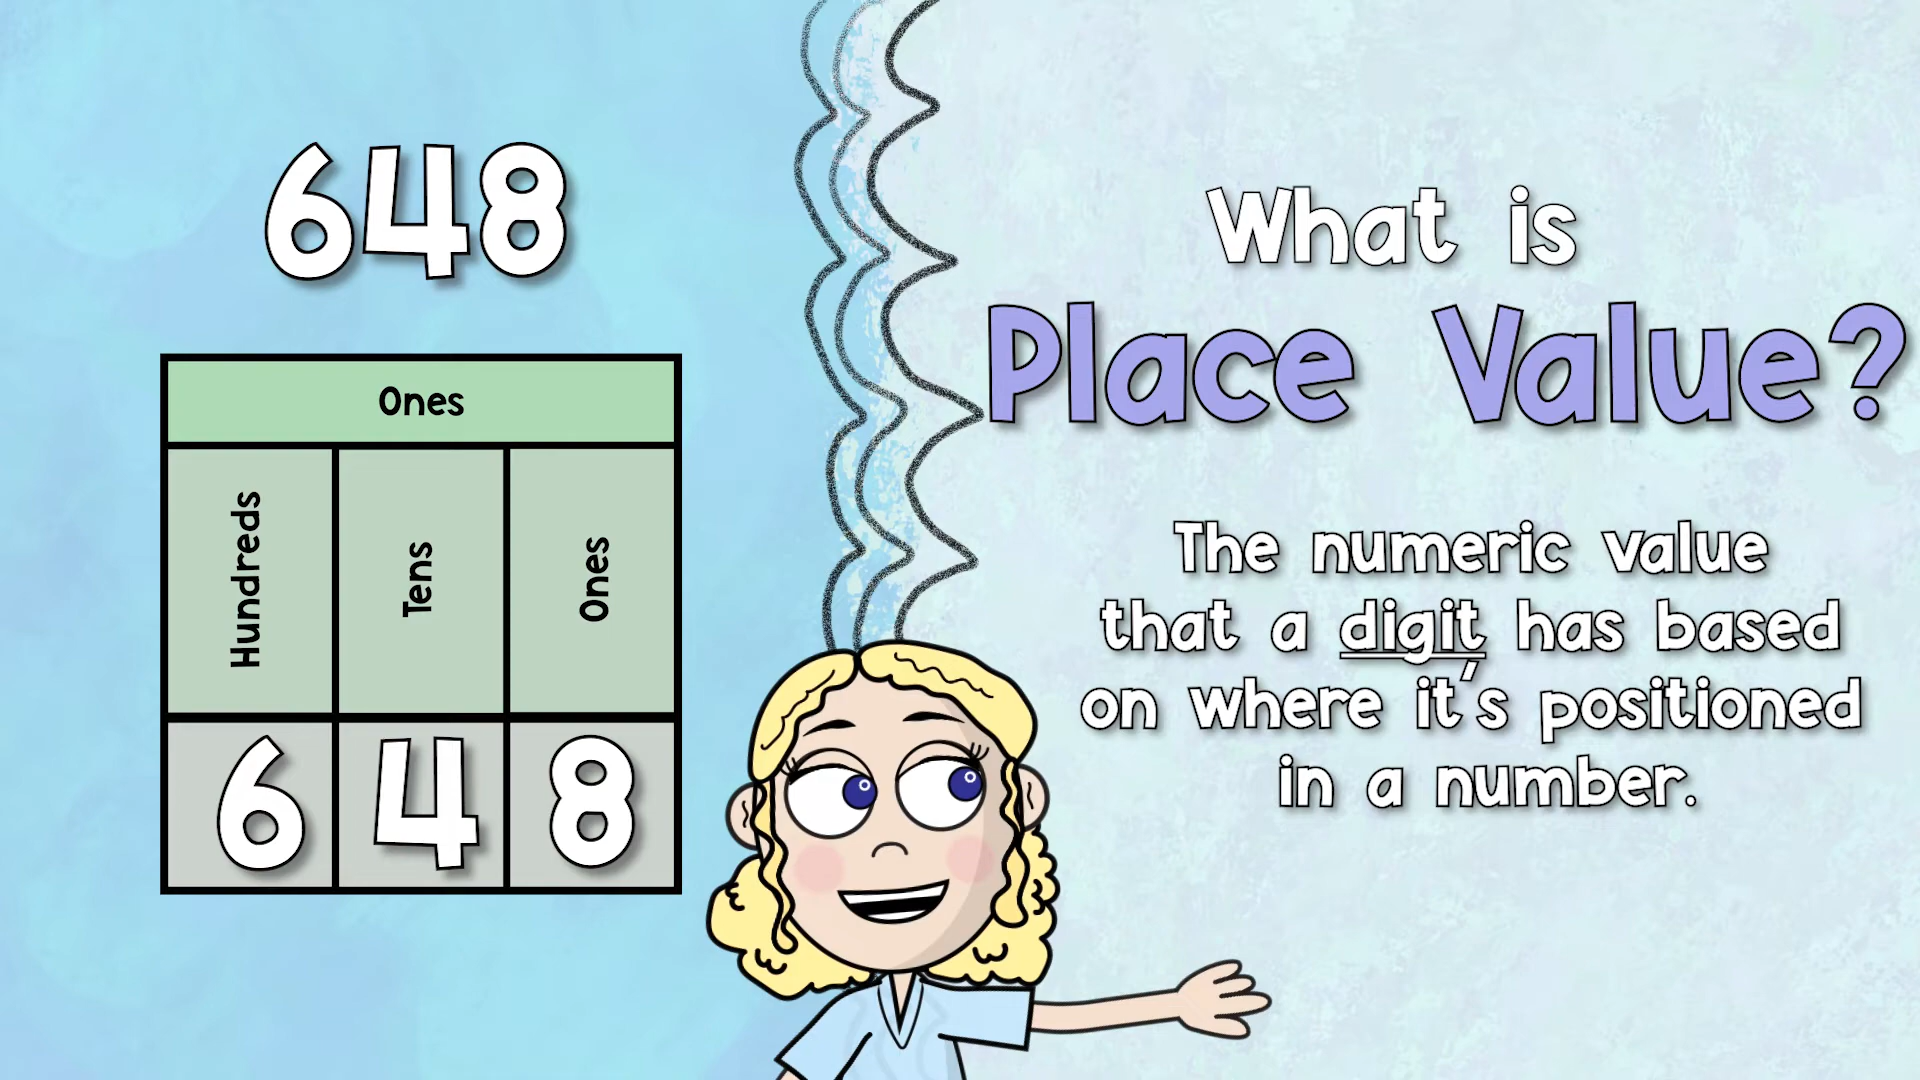 648
Ones
Hundreds Tens Ones
6 4 8
What is
Place Value?
The numeric value
that a digit has based
on where it's positioned
in a number.